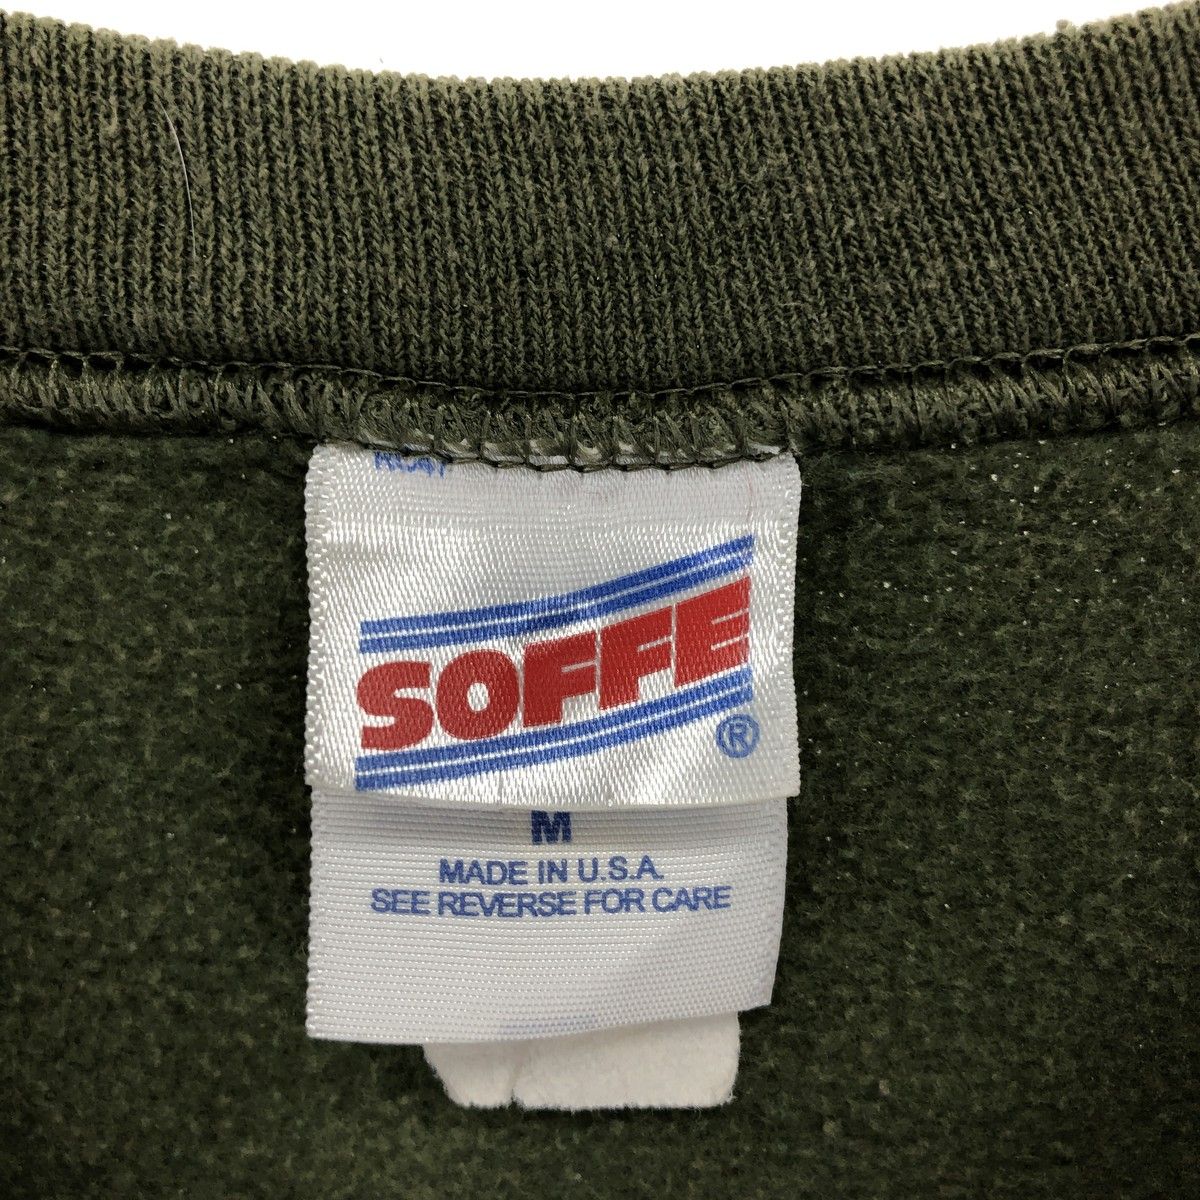 SOFFE
®
M
MADE IN U.S.A.
SEE REVERSE FOR CARE